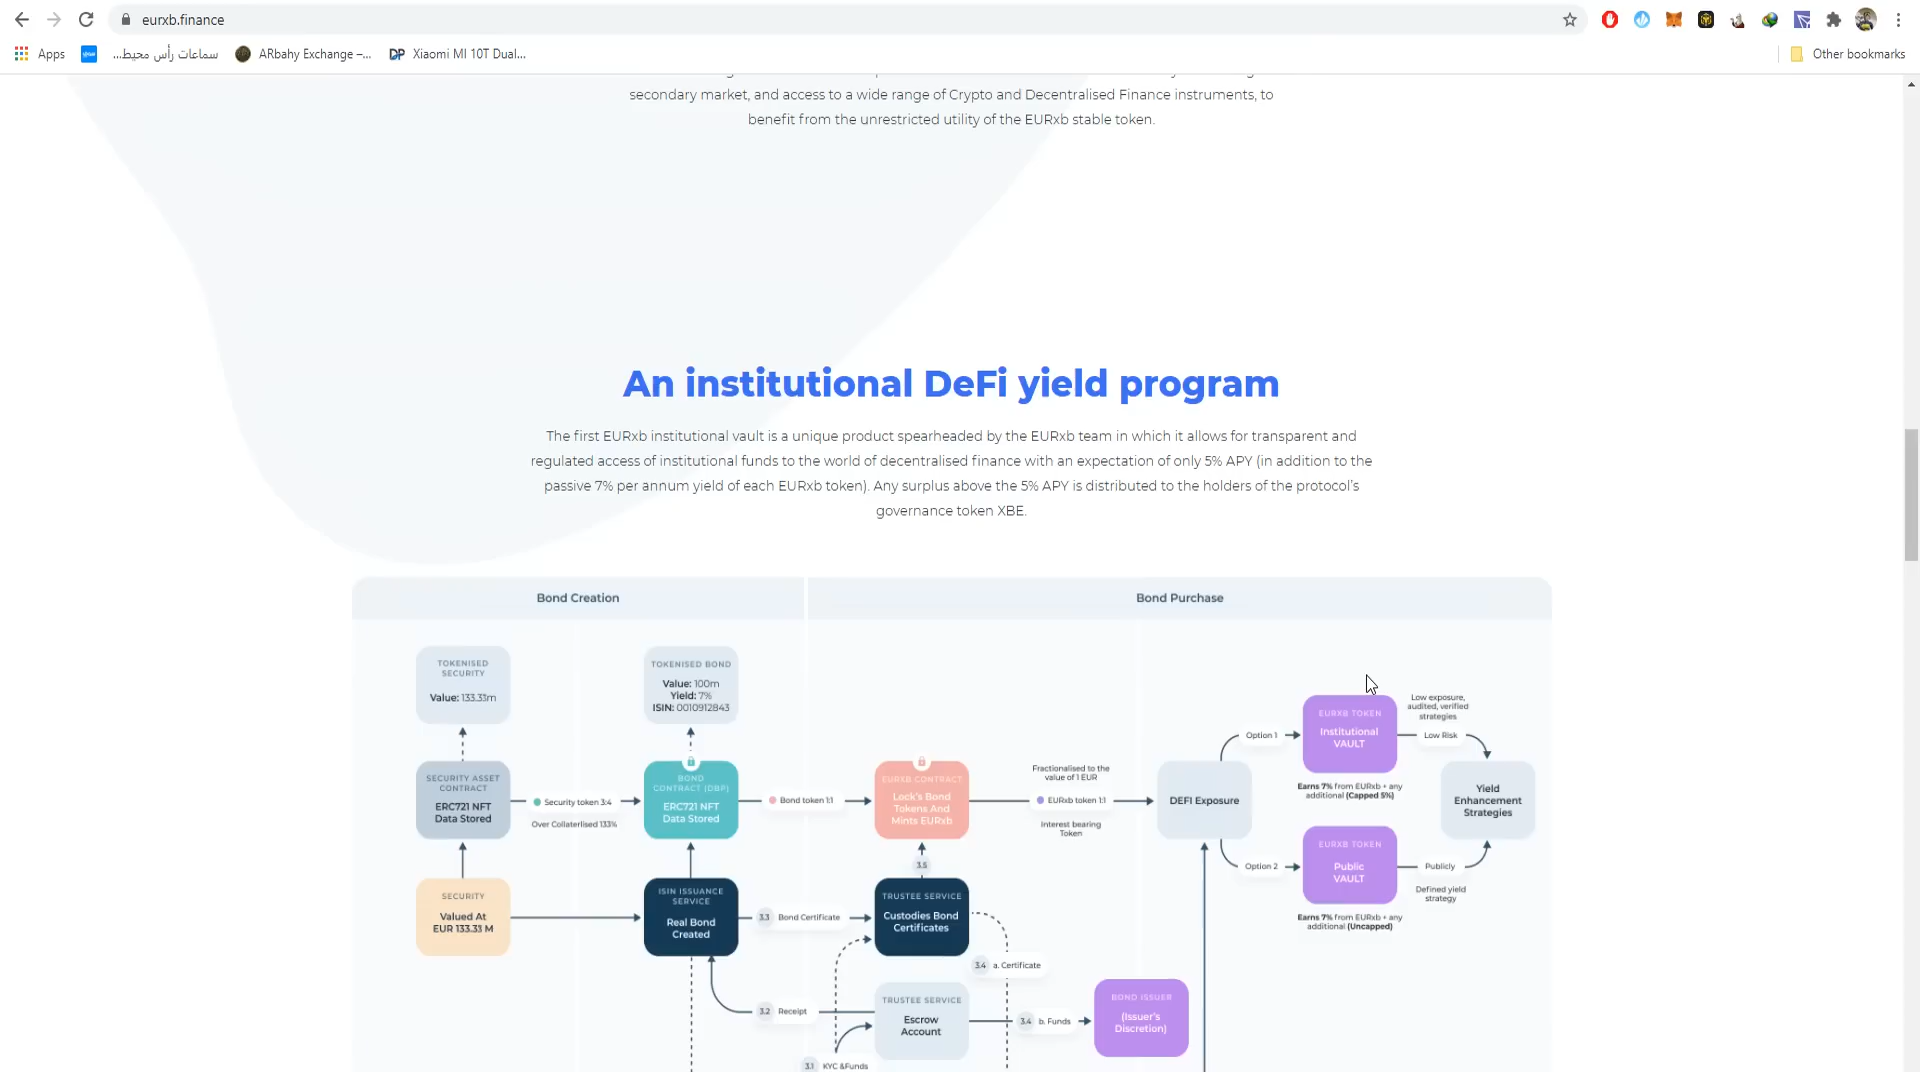 eurxb.finance
Apps
سماعات رأس محيط...
ARbahy Exchange –...
DP
Xiaomi MI 10T Dual...
Other bookmarks
secondary market, and access to a wide range of Crypto and Decentralised Finance instruments, to
benefit from the unrestricted utility of the EURxb stable token.
An institutional DeFi yield program
The first EURxb institutional vault is a unique product spearheaded by the EURxb team in which it allows for transparent and
regulated access of institutional funds to the world of decentralised finance with an expectation of only 5% APY (in addition to the
passive 7% per annum yield of each EURxb token). Any surplus above the 5% APY is distributed to the holders of the protocol's
governance token XBE.
Bond Creation
Bond Purchase
TOKENISED
SECURITY
Value: 133.33m
TOKENISED BOND
Value: 100m
Yield: 7%
ISIN: 0010912843
SECURITY ASSET
CONTRACT
ERC721 NFT
Data Stored
Security token 3:4
Over Collaterlised 133%
BOND
CONTRACT (DBP)
ERC721 NFT
Data Stored
Bond token 1:1
EURXB CONTRACT
Lock's Bond
Tokens And
Mints EURxb
Fractionalised to the
value of 1 EUR
EURxb token 1:1
Interest bearing
Token
DEFI Exposure
Option 1
EURXB TOKEN
Institutional
VAULT
Earns 7% from EURxb + any
additional (Capped 5%)
Low exposure,
audited, verified
strategies
Low Risk
Yield
Enhancement
Strategies
Option 2
EURXB TOKEN
Public
VAULT
Earns 7% from EURxb + any
additional (Uncapped)
Publicly
Defined yield
strategy
SECURITY
Valued At
EUR 133.33 M
ISIN ISSUANCE
SERVICE
Real Bond
Created
3.3 Bond Certificate
3.5
TRUSTEE SERVICE
Custodies Bond
Certificates
3.4 a. Certificate
3.2 Receipt
TRUSTEE SERVICE
Escrow
Account
3.4 b. Funds
BOND ISSUER
(Issuer's
Discretion)
3.1 KYC &Funds